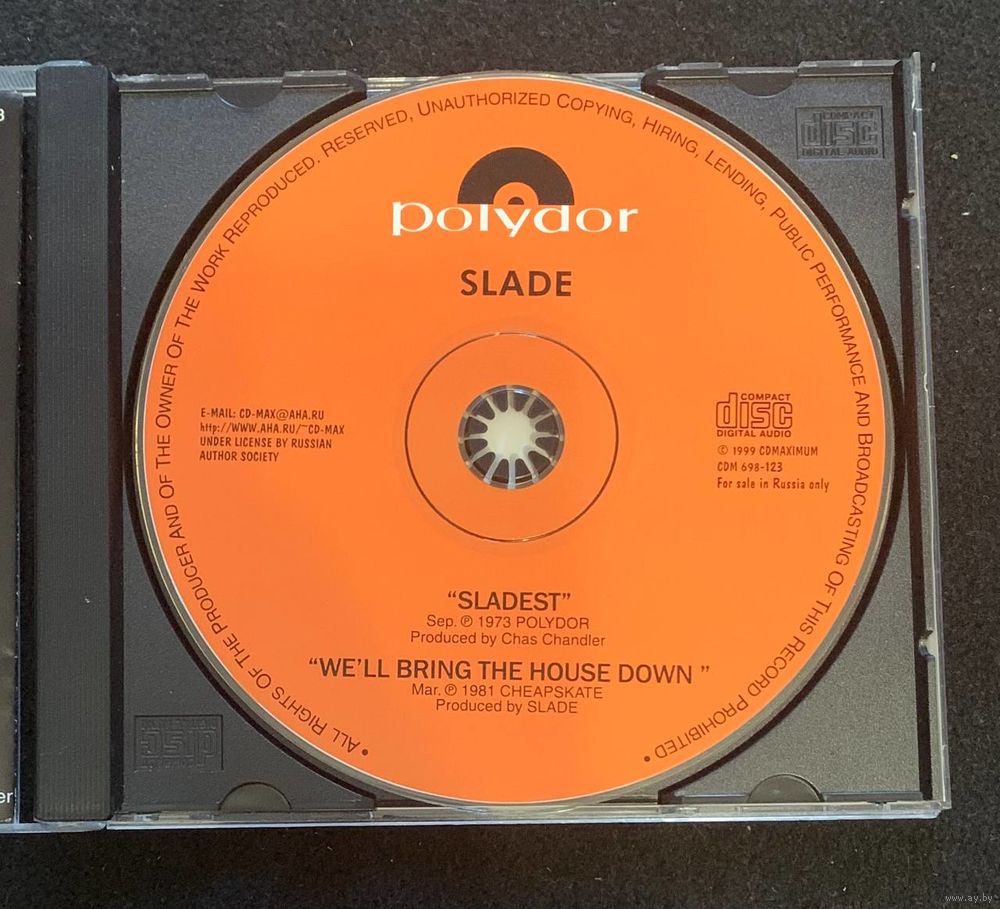 • ALL RIGHTS OF THE PRODUCER AND OF THE OWNER OF THE WORK REPRODUCED. RESERVED, UNAUTHORIZED COPYING, HIRING, LENDING, PUBLIC PERFORMANCE AND BROADCASTING OF THIS RECORD PROHIBITED •
polydor
SLADE
E-MAIL: CD-MAX@AHA.RU
http://WWW.AHA.RU/~CD-MAX
UNDER LICENSE BY RUSSIAN
AUTHOR SOCIETY
COMPACT
disc
DIGITAL AUDIO
© 1999 CDMAXIMUM
CDM 698-123
For sale in Russia only
"SLADEST"
Sep. ℗ 1973 POLYDOR
Produced by Chas Chandler
"WE'LL BRING THE HOUSE DOWN "
Mar. ℗ 1981 CHEAPSKATE
Produced by SLADE
COMPACT
disc
DIGITAL AUDIO
er
www.ay.by